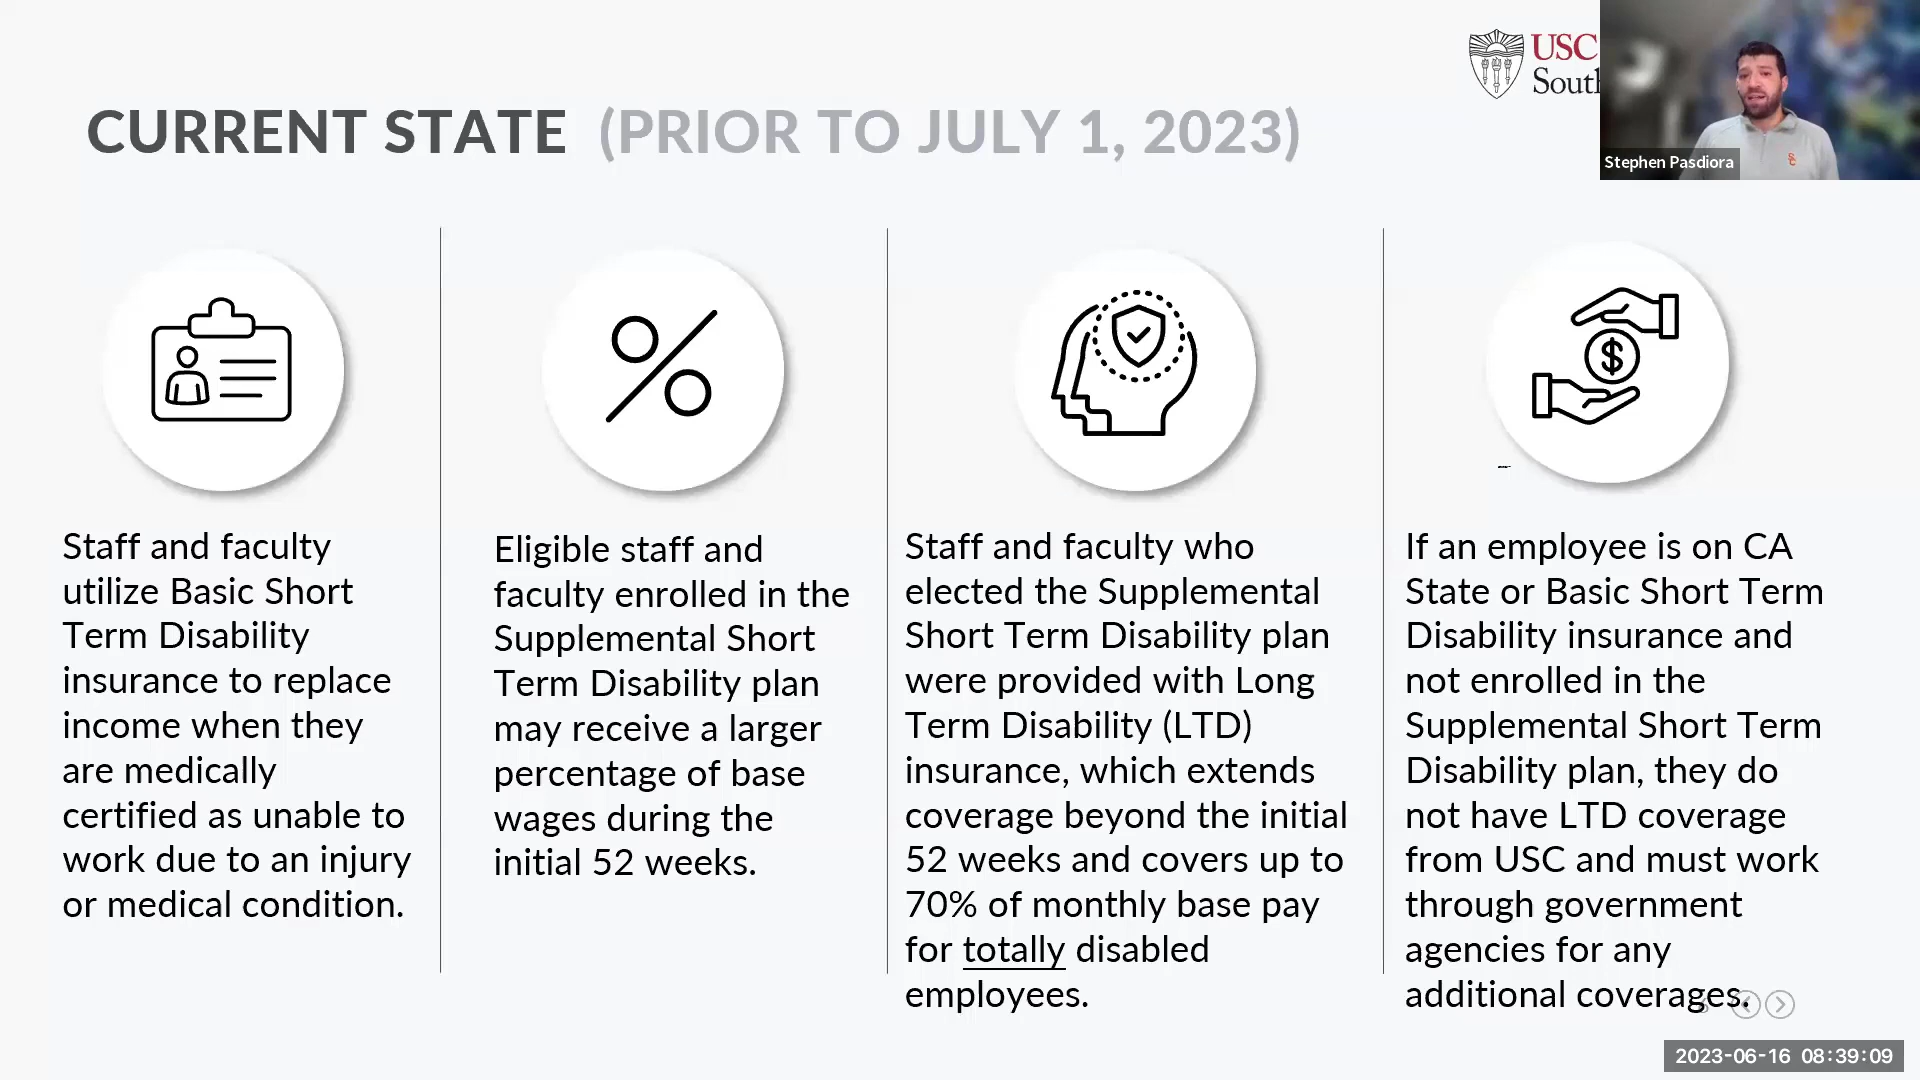 USC
CURRENT STATE (PRIOR TO JULY 1, 2023)
Stephen Pasdiora
Staff and faculty
utilize Basic Short
Term Disability
insurance to replace
income when they
are medically
certified as unable to
work due to an injury
or medical condition.
Eligible staff and
faculty enrolled in the
Supplemental Short
Term Disability plan
may receive a larger
percentage of base
wages during the
initial 52 weeks.
Staff and faculty who
elected the Supplemental
Short Term Disability plan
were provided with Long
Term Disability (LTD)
insurance, which extends
coverage beyond the initial
52 weeks and covers up to
70% of monthly base pay
for totally disabled
employees.
If an employee is on CA
State or Basic Short Term
Disability insurance and
not enrolled in the
Supplemental Short Term
Disability plan, they do
not have LTD coverage
from USC and must work
through government
agencies for any
additional coverages.
2023-06-16 08:39:09